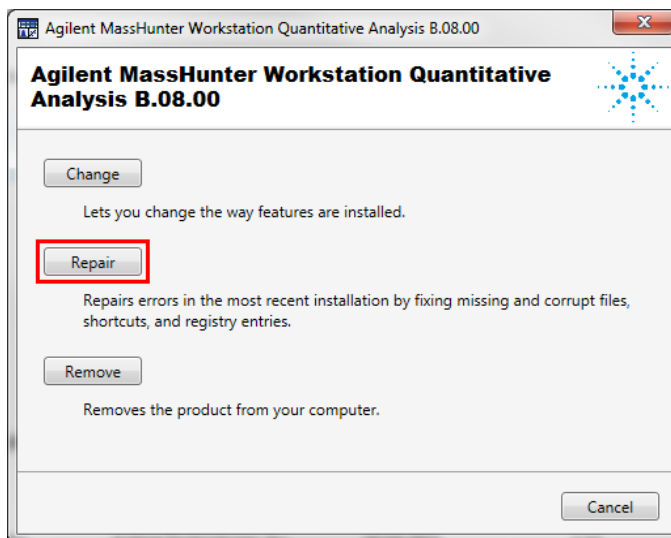 Agilent MassHunter Workstation Quantitative Analysis B.08.00
Agilent MassHunter Workstation Quantitative
Analysis B.08.00
Change
Lets you change the way features are installed.
Repair
Repairs errors in the most recent installation by fixing missing and corrupt files,
shortcuts, and registry entries.
Remove
Removes the product from your computer.
Cancel